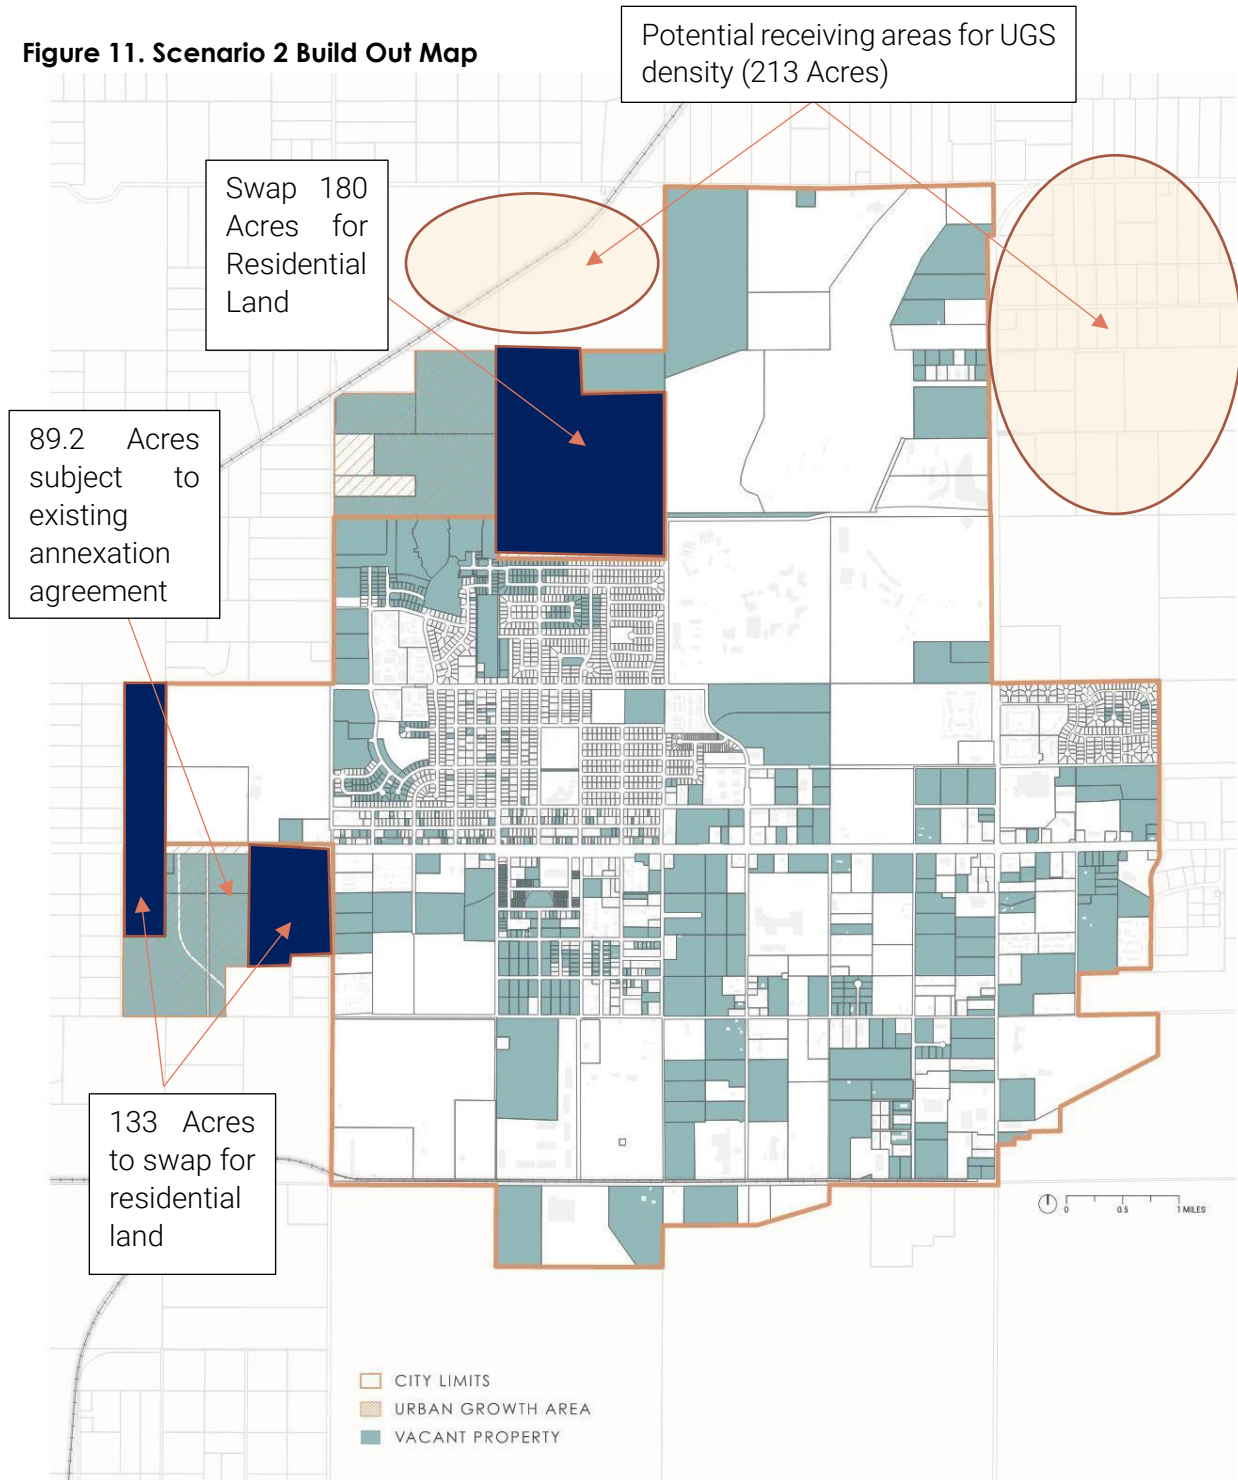 Figure 11. Scenario 2 Build Out Map
Potential receiving areas for UGS
density (213 Acres)
Swap 180
Acres for
Residential
Land
89.2 Acres
subject to
existing
annexation
agreement
133 Acres
to swap for
residential
land
0 0.5 1 MILES
CITY LIMITS
URBAN GROWTH AREA
VACANT PROPERTY